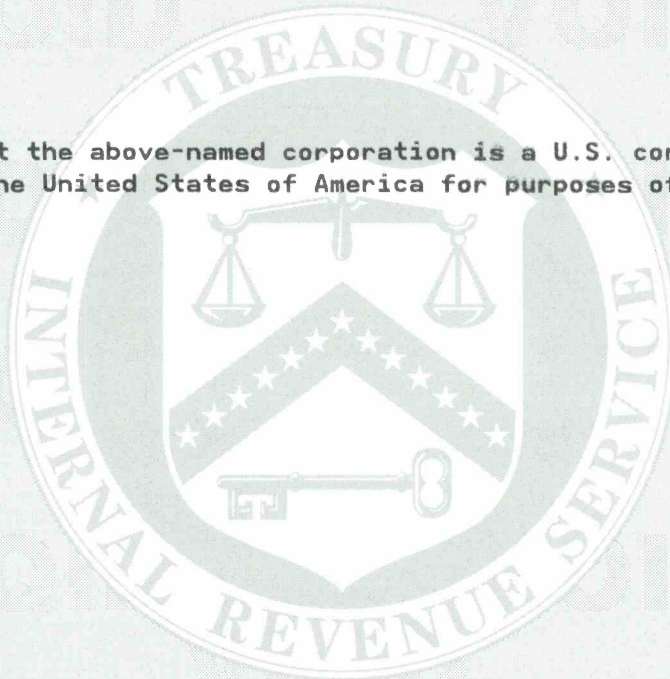 TREASURY
t the above-named corporation is a U.S. cor
he United States of America for purposes of
INTERNAL REVENUE SERVICE